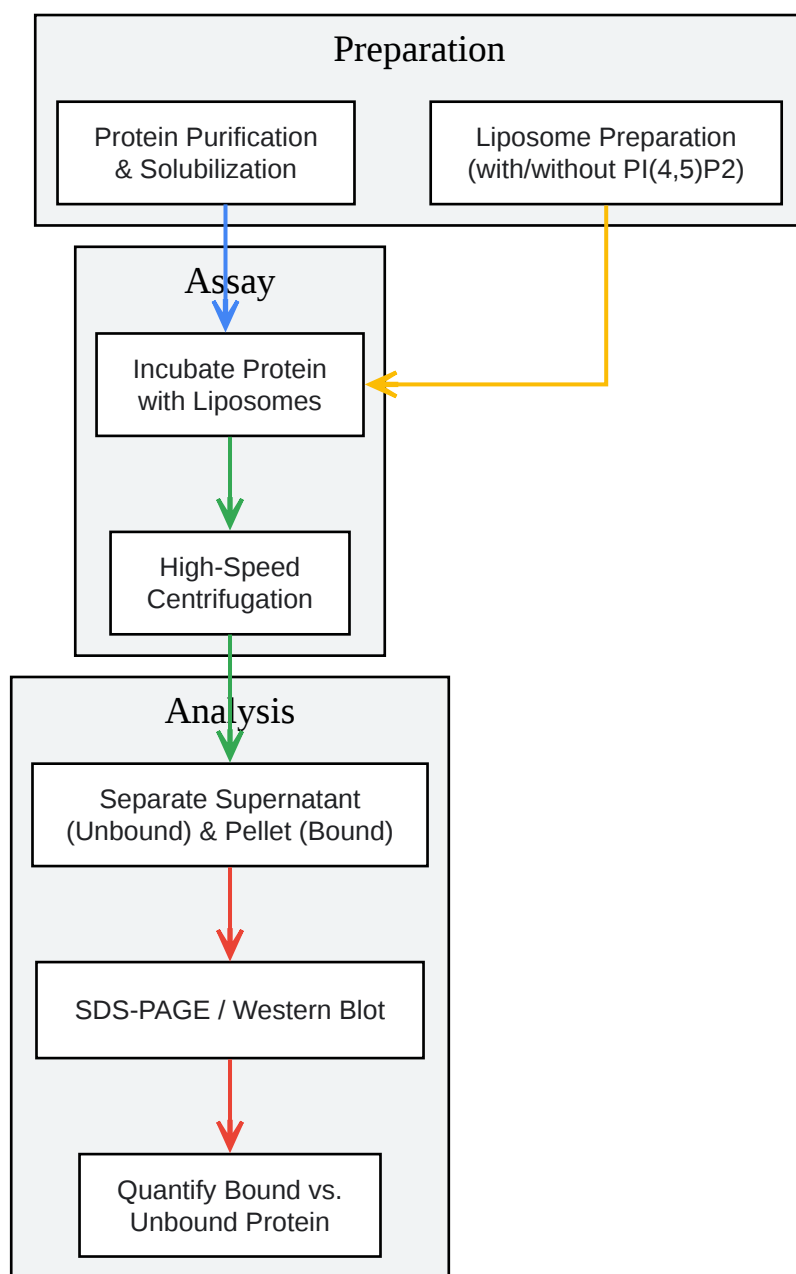 Preparation
Protein Purification
& Solubilization
Liposome Preparation
(with/without PI(4,5)P2)
Assay
Incubate Protein
with Liposomes
High-Speed
Centrifugation
Analysis
Separate Supernatant
(Unbound) & Pellet (Bound)
SDS-PAGE / Western Blot
Quantify Bound vs.
Unbound Protein